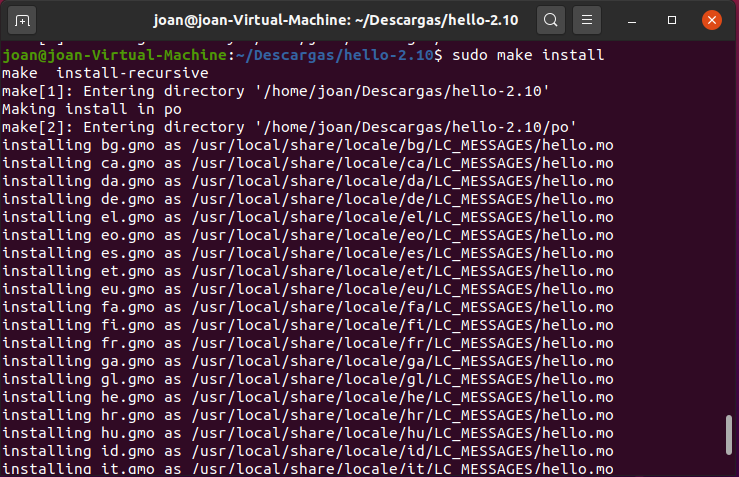 joan@joan-Virtual-Machine: ~/Descargas/hello-2.10
joan@joan-Virtual-Machine:~/Descargas/hello-2.10$ sudo make install
make  install-recursive
make[1]: Entering directory '/home/joan/Descargas/hello-2.10'
Making install in po
make[2]: Entering directory '/home/joan/Descargas/hello-2.10/po'
installing bg.gmo as /usr/local/share/locale/bg/LC_MESSAGES/hello.mo
installing ca.gmo as /usr/local/share/locale/ca/LC_MESSAGES/hello.mo
installing da.gmo as /usr/local/share/locale/da/LC_MESSAGES/hello.mo
installing de.gmo as /usr/local/share/locale/de/LC_MESSAGES/hello.mo
installing el.gmo as /usr/local/share/locale/el/LC_MESSAGES/hello.mo
installing eo.gmo as /usr/local/share/locale/eo/LC_MESSAGES/hello.mo
installing es.gmo as /usr/local/share/locale/es/LC_MESSAGES/hello.mo
installing et.gmo as /usr/local/share/locale/et/LC_MESSAGES/hello.mo
installing eu.gmo as /usr/local/share/locale/eu/LC_MESSAGES/hello.mo
installing fa.gmo as /usr/local/share/locale/fa/LC_MESSAGES/hello.mo
installing fi.gmo as /usr/local/share/locale/fi/LC_MESSAGES/hello.mo
installing fr.gmo as /usr/local/share/locale/fr/LC_MESSAGES/hello.mo
installing ga.gmo as /usr/local/share/locale/ga/LC_MESSAGES/hello.mo
installing gl.gmo as /usr/local/share/locale/gl/LC_MESSAGES/hello.mo
installing he.gmo as /usr/local/share/locale/he/LC_MESSAGES/hello.mo
installing hr.gmo as /usr/local/share/locale/hr/LC_MESSAGES/hello.mo
installing hu.gmo as /usr/local/share/locale/hu/LC_MESSAGES/hello.mo
installing id.gmo as /usr/local/share/locale/id/LC_MESSAGES/hello.mo
installing it.gmo as /usr/local/share/locale/it/LC_MESSAGES/hello.mo